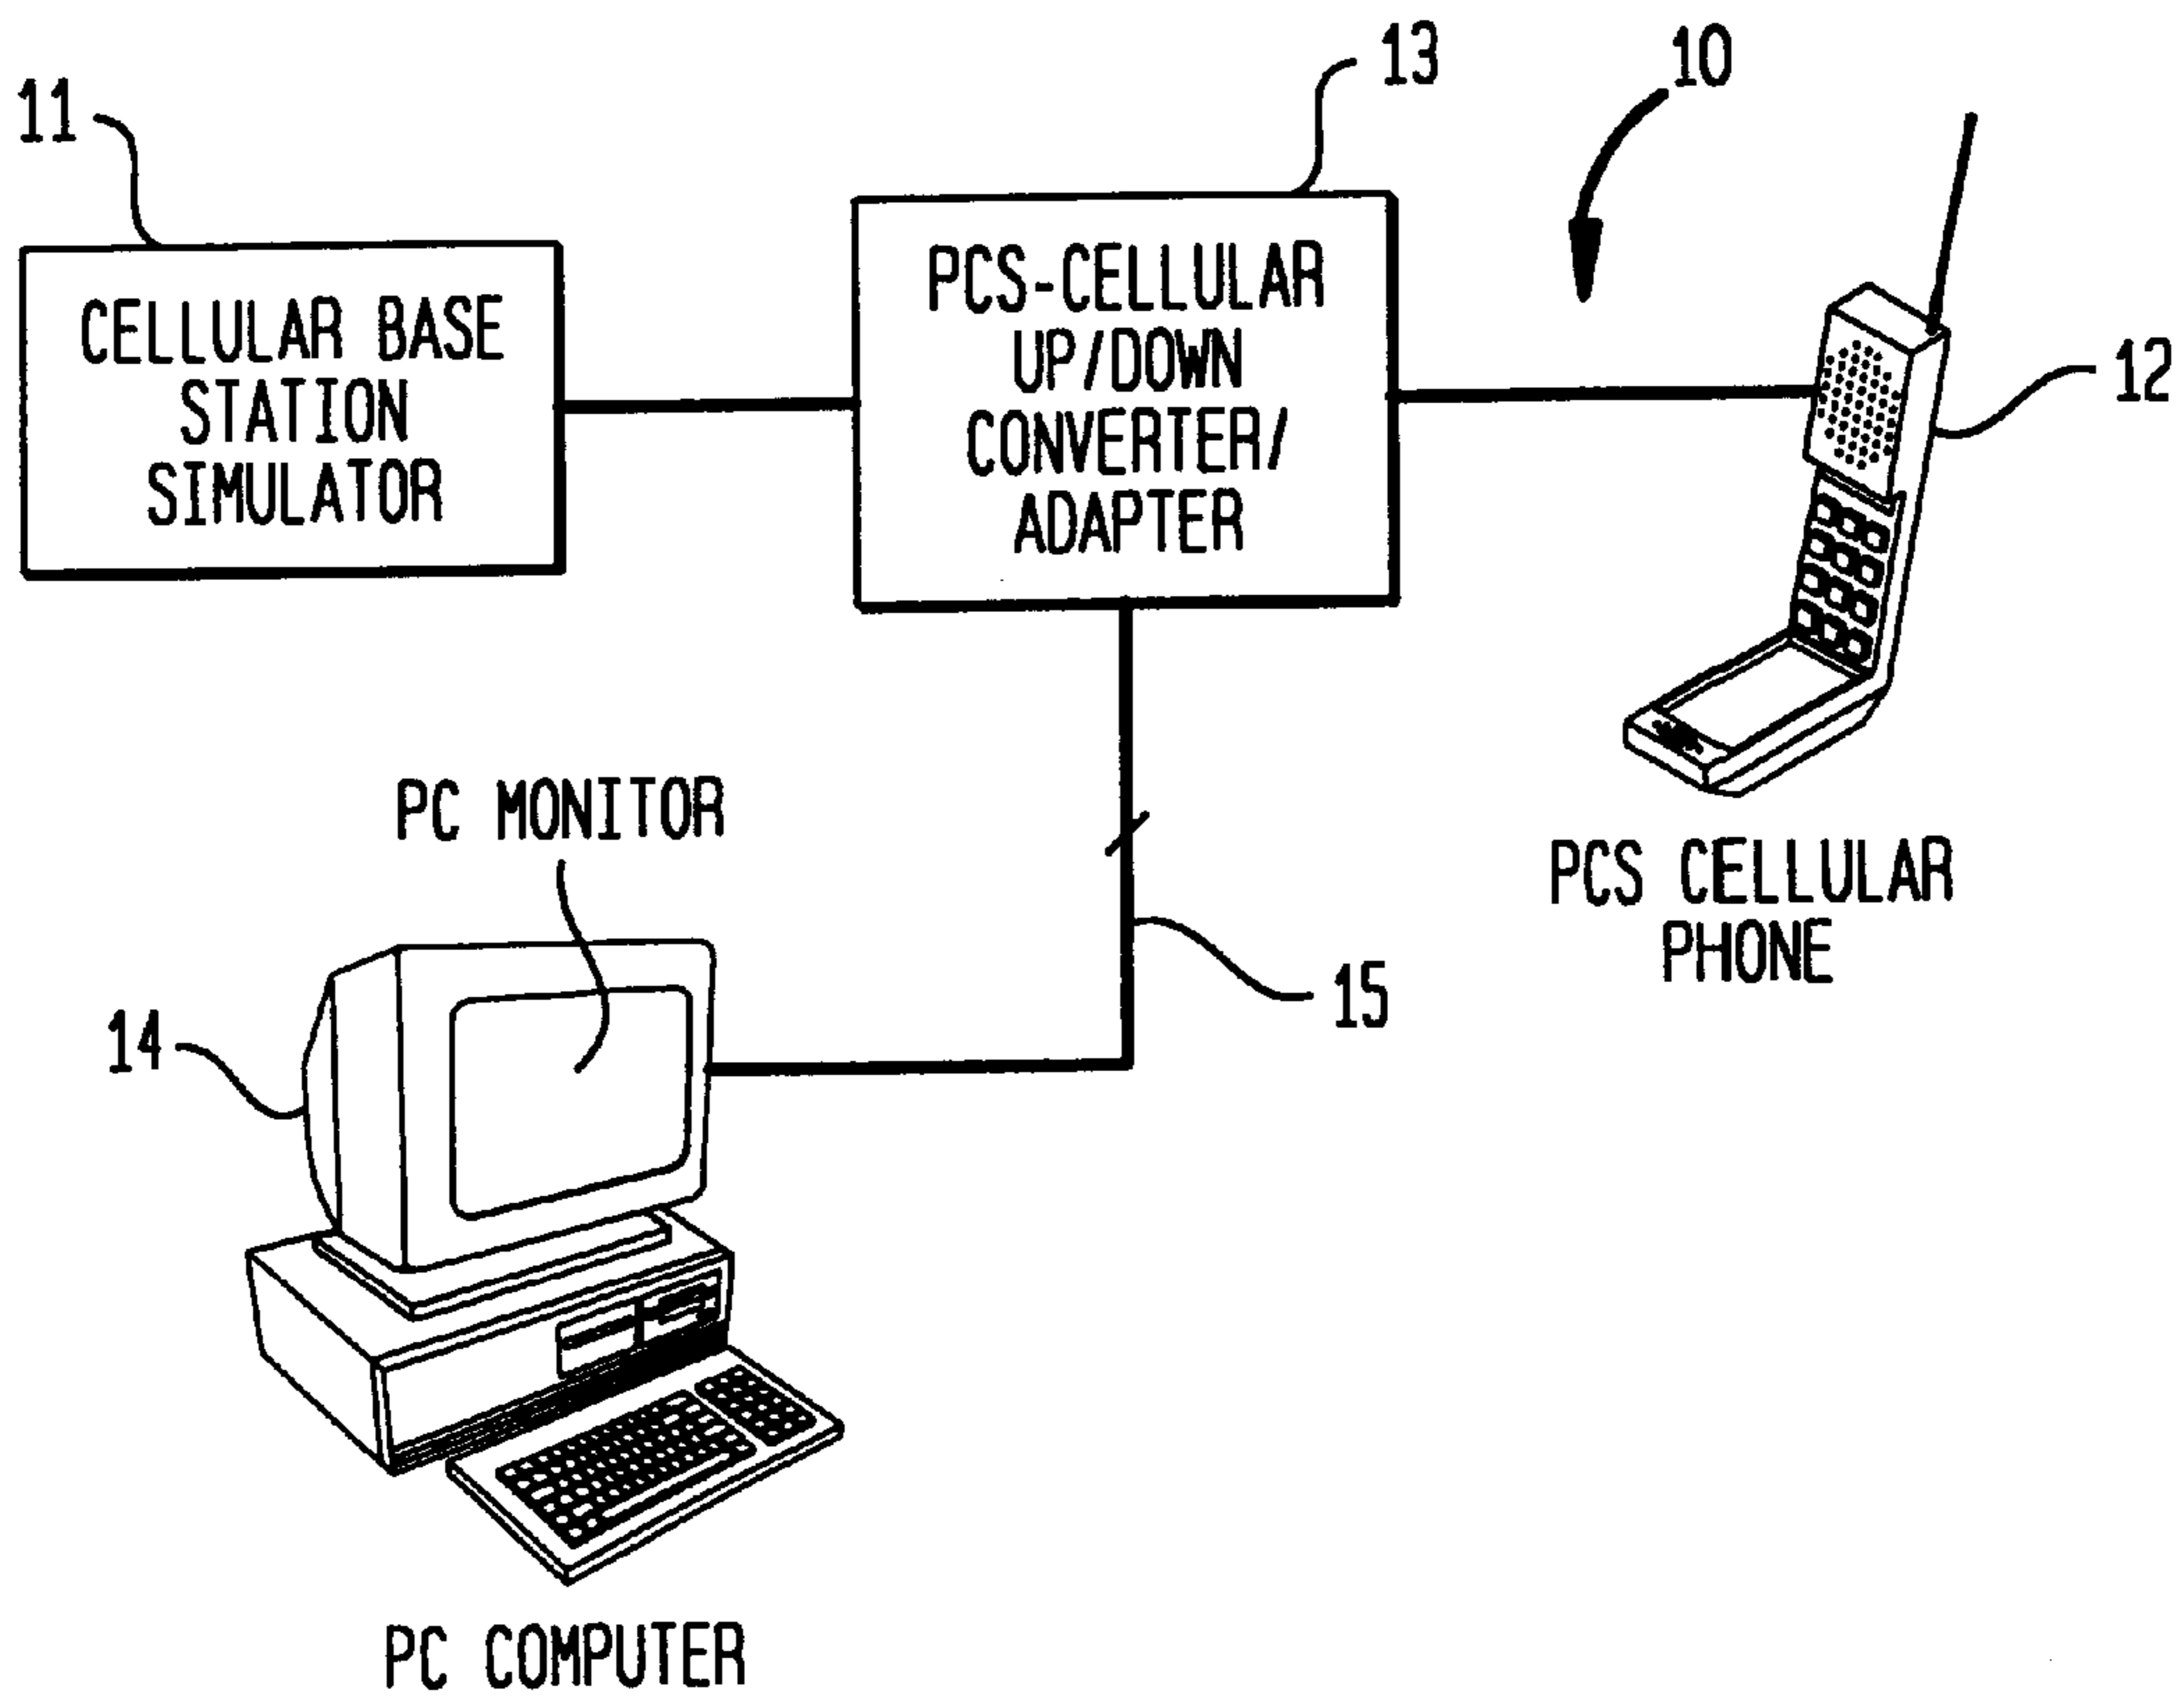 11
13
10
CELLULAR BASE
STATION
SIMULATOR
PCS-CELLULAR
UP/DOWN
CONVERTER/
ADAPTER
12
PC MONITOR
PCS CELLULAR
PHONE
15
14
PC COMPUTER